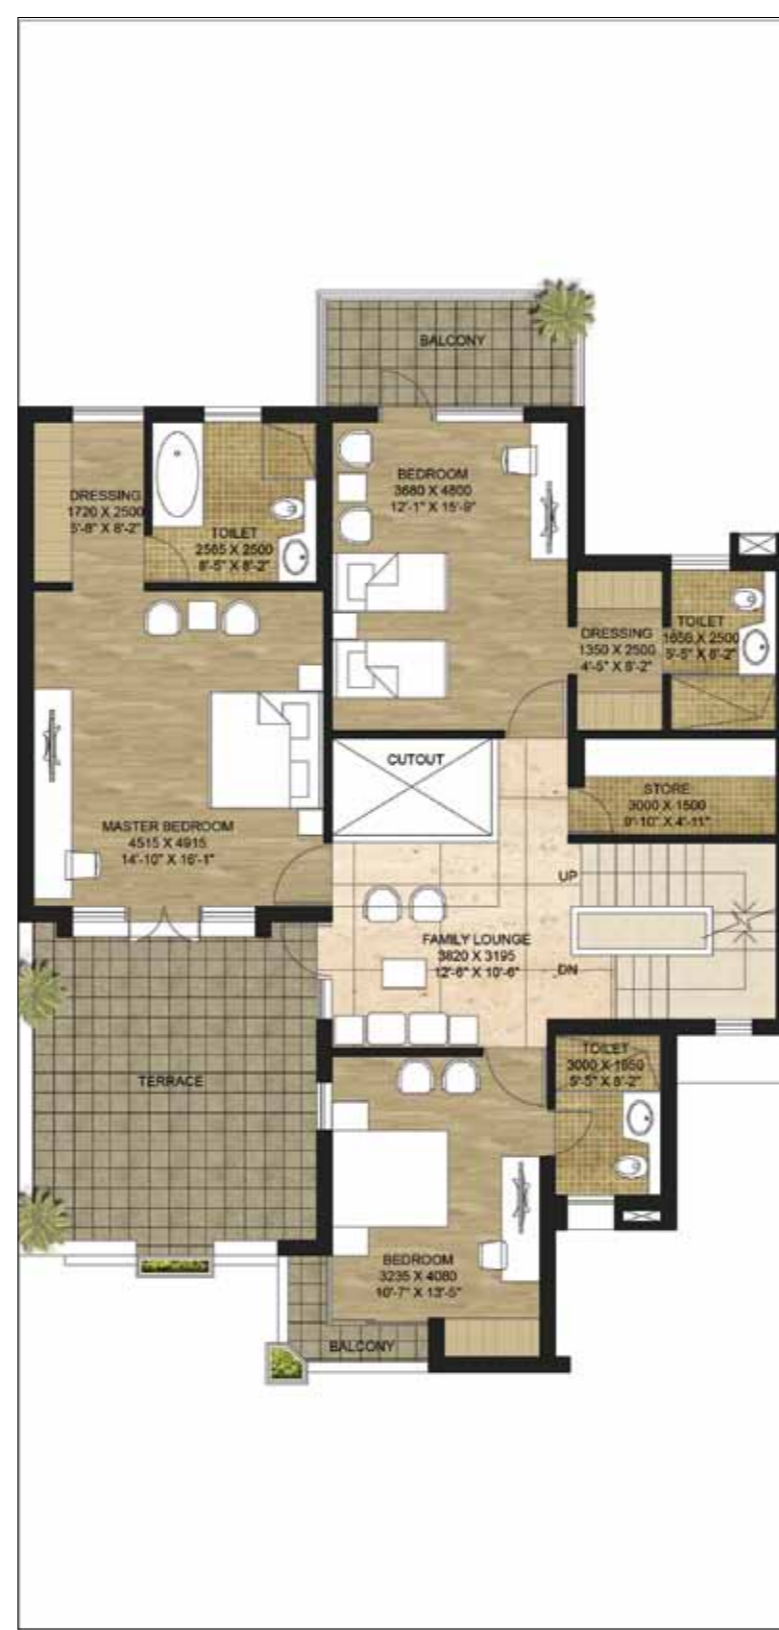 BALCONY
DRESSING
1720 X 2500
5'-8" X 8'-2"
TOILET
2565 X 2500
8'-5" X 8'-2"
BEDROOM
3680 X 4800
12'-1" X 15'-9"
DRESSING
1350 X 2500
4'-5" X 8'-2"
TOILET
1650 X 2500
5'-5" X 8'-2"
CUTOUT
STORE
3000 X 1500
9'-10" X 4'-11"
MASTER BEDROOM
4515 X 4915
14'-10" X 16'-1"
UP
FAMILY LOUNGE
3820 X 3195
12'-6" X 10'-6"
DN
TOILET
3000 X 1650
5'-5" X 8'-2"
TERRACE
BEDROOM
3235 X 4080
10'-7" X 13'-5"
BALCONY